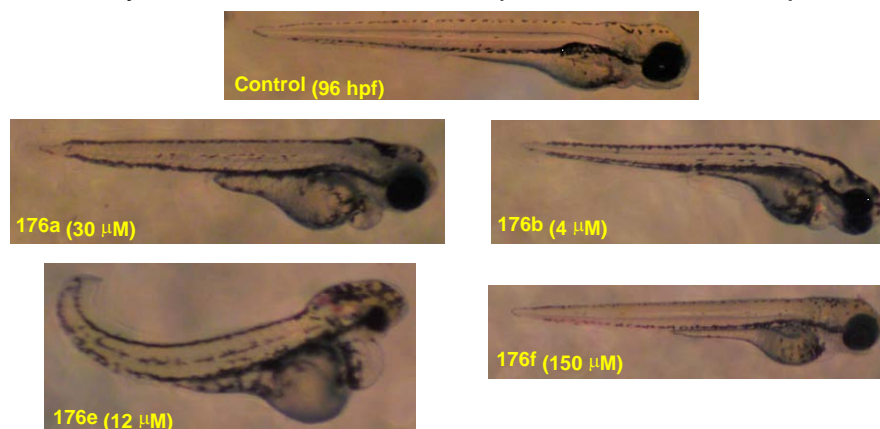 Control (96 hpf)
176a (30 μM)
176b (4 μM)
176e (12 μM)
176f (150 μM)